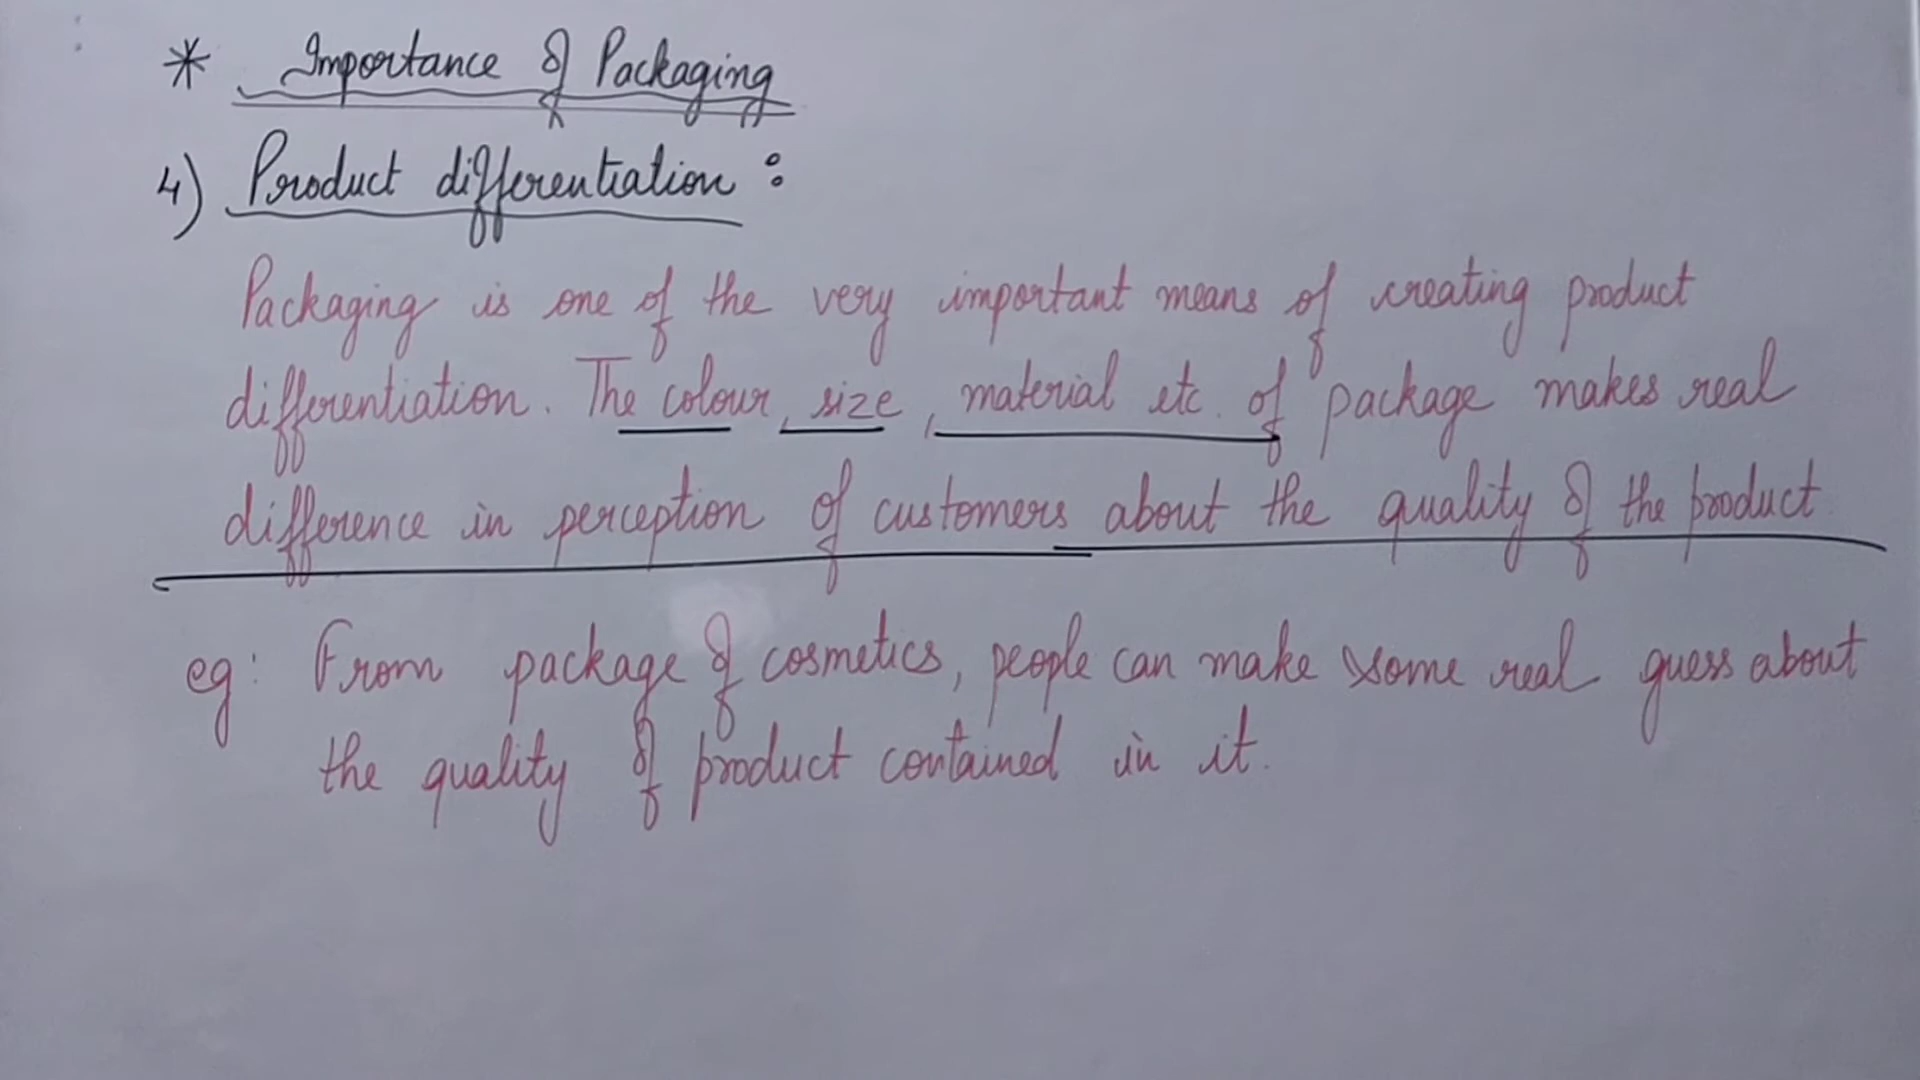 * Importance of Packaging
4) Product differentiation :
Packaging is one of the very important means of creating product
differentiation. The colour, size, material etc. of package makes real
difference in perception of customers about the quality of the product
eg: From package of cosmetics, people can make some real guess about
the quality of product contained in it.